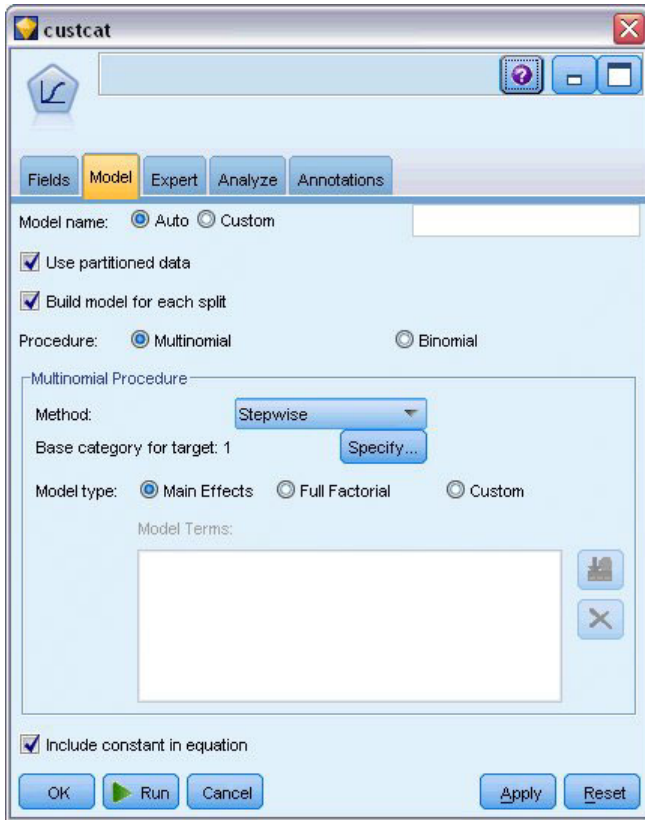 custcat
Fields Model Expert Analyze Annotations
Model name: Auto Custom
Use partitioned data
Build model for each split
Procedure: Multinomial Binomial
Multinomial Procedure
Method: Stepwise
Base category for target: 1 Specify...
Model type: Main Effects Full Factorial Custom
Model Terms:
Include constant in equation
OK Run Cancel Apply Reset